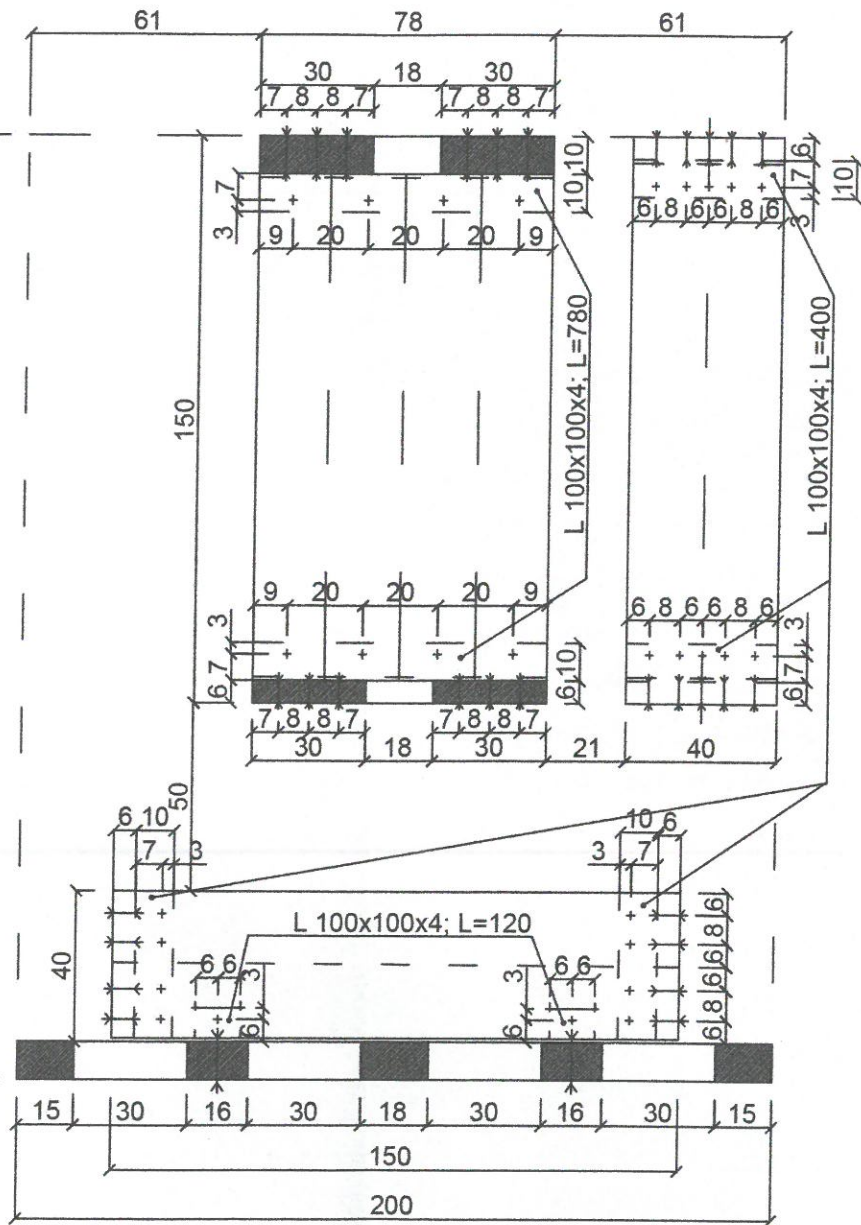 61 78 61
30 18 30
7 8 8 7 7 8 8 7
10 10
7 3
9 20 20 20 9
6 7 3 10
6 8 6 6 8 6
L 100x100x4; L=780
L 100x100x4; L=400
150
9 20 20 20 9
6 8 6 6 8 6
3 7 6
10 6
3 7 6
7 8 8 7 7 8 8 7
30 18 30 21 40
50
6 10 10 6
7 3 3 7
L 100x100x4; L=120
40
6 6 3 6 6 3
6 6
6 8 6 6 8 6
15 30 16 30 18 30 16 30 15
150
200